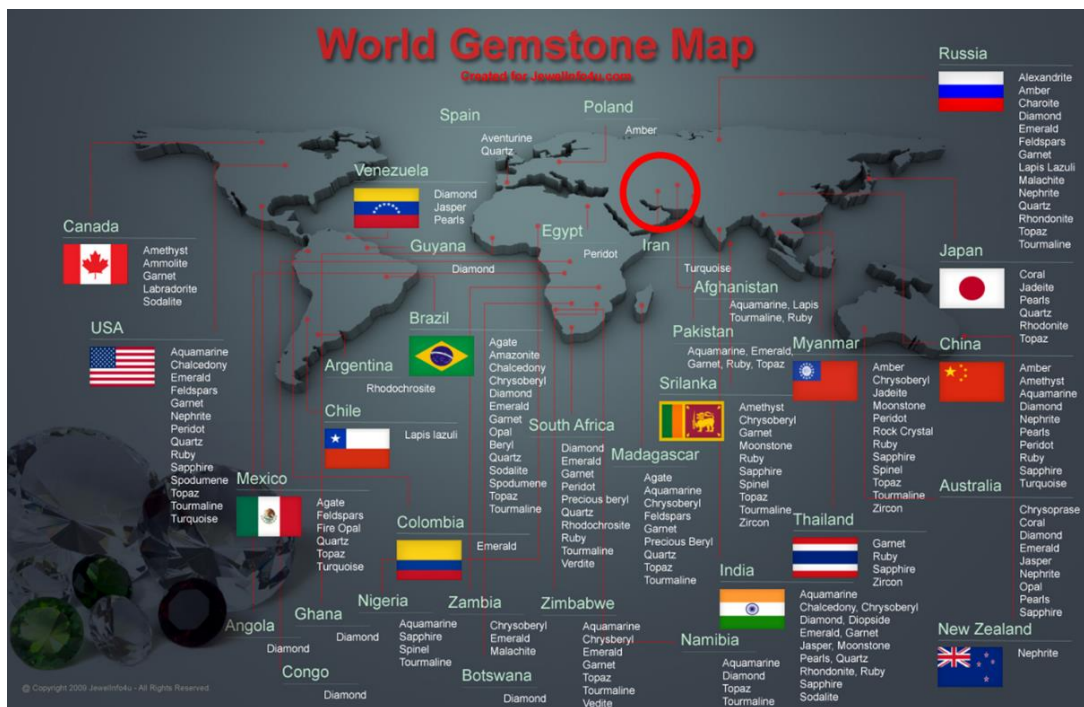 World Gemstone Map
Created for JewelInfo4u.com
Russia
Alexandrite
Amber
Charoite
Diamond
Emerald
Feldspars
Garnet
Lapis Lazuli
Malachite
Nephrite
Quartz
Rhondonite
Topaz
Tourmaline
Poland
Amber
Spain
Aventurine
Quartz
Venezuela
Diamond
Jasper
Pearls
Canada
Amethyst
Ammolite
Garnet
Labradorite
Sodalite
Guyana
Diamond
Egypt
Peridot
Iran
Turquoise
Afghanistan
Aquamarine, Lapis
Tourmaline, Ruby
Japan
Coral
Jadeite
Pearls
Quartz
Rhodonite
Topaz
USA
Aquamarine
Chalcedony
Emerald
Feldspars
Garnet
Nephrite
Peridot
Quartz
Ruby
Sapphire
Spodumene
Topaz
Tourmaline
Turquoise
Brazil
Agate
Amazonite
Chalcedony
Chrysoberyl
Diamond
Emerald
Garnet
Opal
Beryl
Quartz
Sodalite
Spodumene
Topaz
Tourmaline
Argentina
Rhodochrosite
Pakistan
Aquamarine, Emerald,
Garnet, Ruby, Topaz
Myanmar
Amber
Chrysoberyl
Jadeite
Moonstone
Peridot
Rock Crystal
Ruby
Sapphire
Spinel
Topaz
Tourmaline
Zircon
China
Amber
Amethyst
Aquamarine
Diamond
Nephrite
Pearls
Peridot
Ruby
Sapphire
Turquoise
Srilanka
Amethyst
Chrysoberyl
Garnet
Moonstone
Ruby
Sapphire
Spinel
Topaz
Tourmaline
Zircon
Chile
Lapis lazuli
South Africa
Diamond
Emerald
Garnet
Peridot
Precious beryl
Quartz
Rhodochrosite
Ruby
Tourmaline
Verdite
Madagascar
Agate
Aquamarine
Chrysoberyl
Feldspars
Garnet
Precious Beryl
Quartz
Topaz
Tourmaline
Mexico
Agate
Feldspars
Fire Opal
Quartz
Topaz
Turquoise
Australia
Chrysoprase
Coral
Diamond
Emerald
Jasper
Nephrite
Opal
Pearls
Sapphire
Colombia
Emerald
Thailand
Garnet
Ruby
Sapphire
Zircon
India
Aquamarine
Chalcedony, Chrysoberyl
Diamond, Diopside
Emerald, Garnet
Jasper, Moonstone
Pearls, Quartz
Rhondonite, Ruby
Sapphire
Sodalite
Angola
Diamond
Ghana
Diamond
Nigeria
Aquamarine
Sapphire
Spinel
Tourmaline
Zambia
Chrysoberyl
Emerald
Malachite
Zimbabwe
Aquamarine
Chrysberyl
Emerald
Garnet
Topaz
Tourmaline
Vedite
Namibia
Aquamarine
Diamond
Topaz
Tourmaline
New Zealand
Nephrite
Congo
Diamond
Botswana
Diamond
@ Copyright 2009 JewelInfo4u - All Rights Reserved